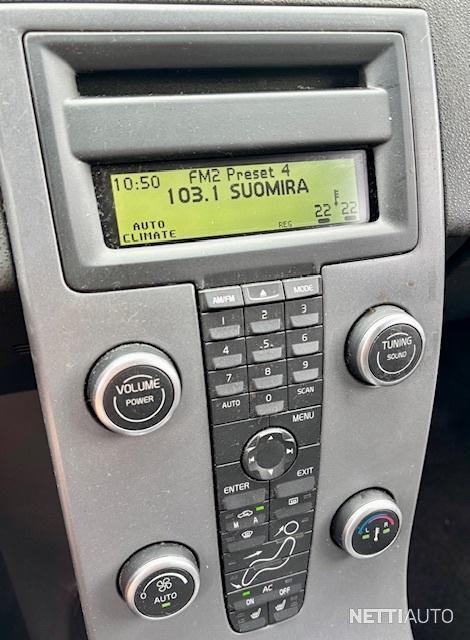 10:50
FM2 Preset 4
103.1 SUOMIRA
22 22
AUTO CLIMATE
REG
AM/FM MODE
1 2 3
4 5 6
7 8 9
AUTO 0 SCAN
MENU
VOLUME
POWER
TUNING
SOUND
ENTER EXIT
M A
L R
0 AUTO
AC
ON OFF
NETTIAUTO